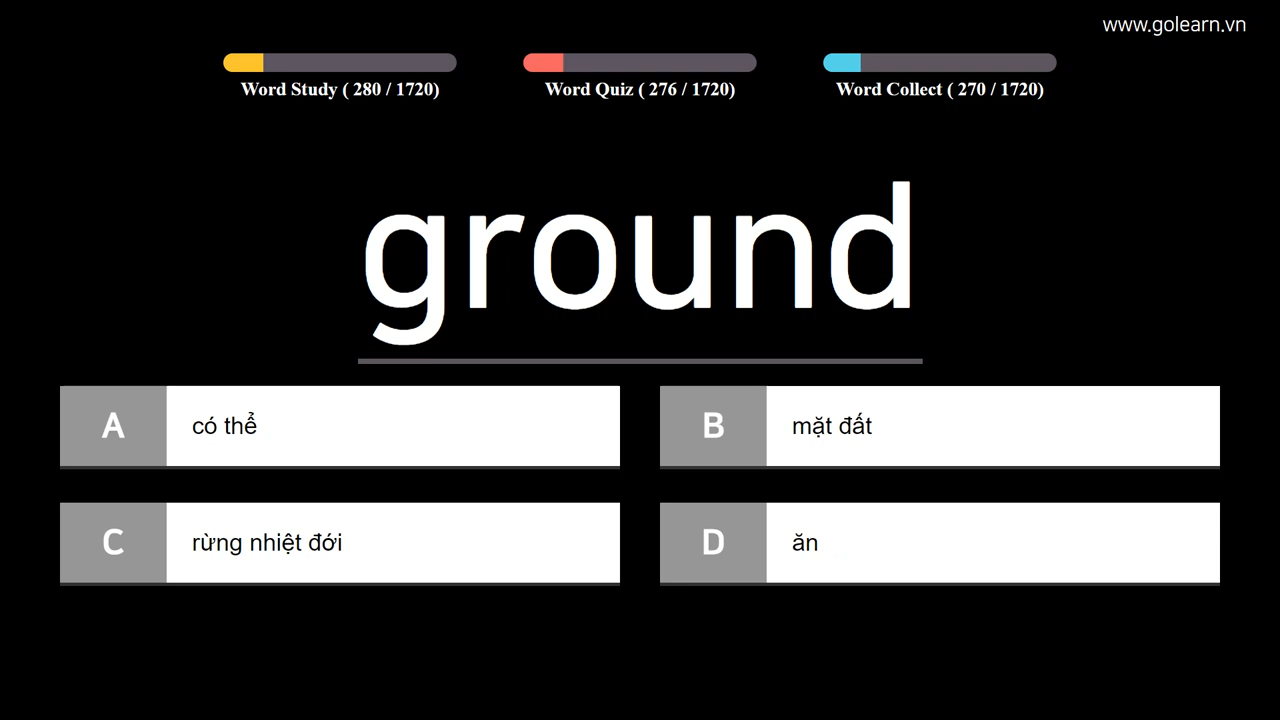 www.golearn.vn
Word Study ( 280 / 1720)
Word Quiz ( 276 / 1720)
Word Collect ( 270 / 1720)
ground
A có thể
B mặt đất
C rừng nhiệt đới
D ăn